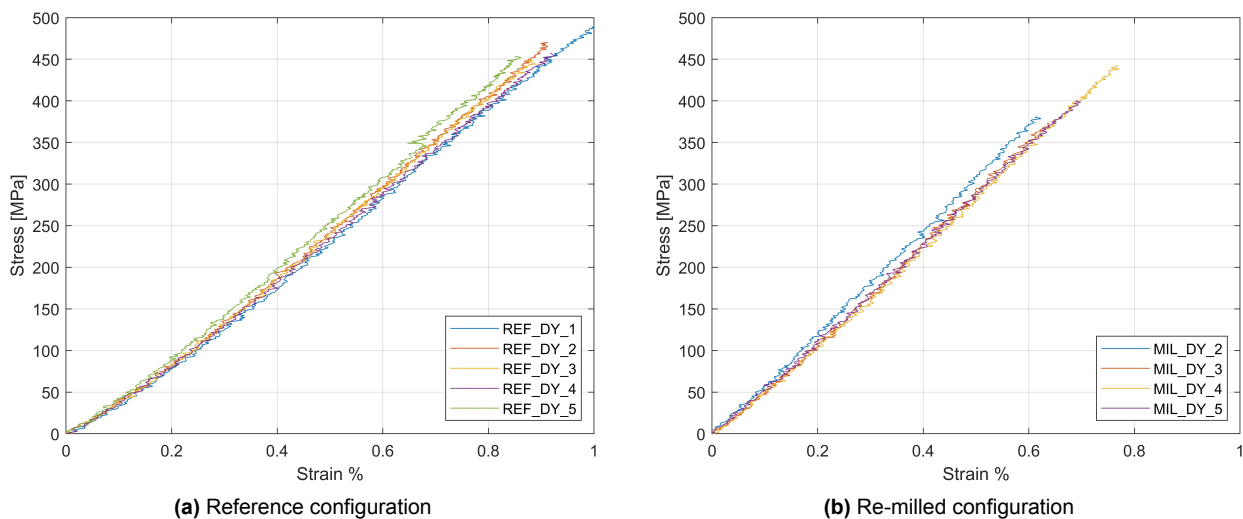 500
450
400
350
300
250
200
150
100
50
0
Stress [MPa]
0 0.2 0.4 0.6 0.8 1
Strain %
REF_DY_1
REF_DY_2
REF_DY_3
REF_DY_4
REF_DY_5
(a) Reference configuration
500
450
400
350
300
250
200
150
100
50
0
Stress [MPa]
0 0.2 0.4 0.6 0.8 1
Strain %
MIL_DY_2
MIL_DY_3
MIL_DY_4
MIL_DY_5
(b) Re-milled configuration